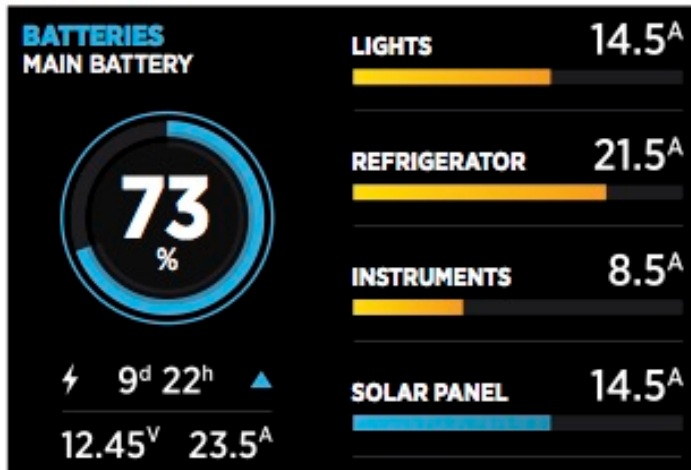 BATTERIES
MAIN BATTERY
73
%
9d 22h
12.45V 23.5A
LIGHTS 14.5A
REFRIGERATOR 21.5A
INSTRUMENTS 8.5A
SOLAR PANEL 14.5A